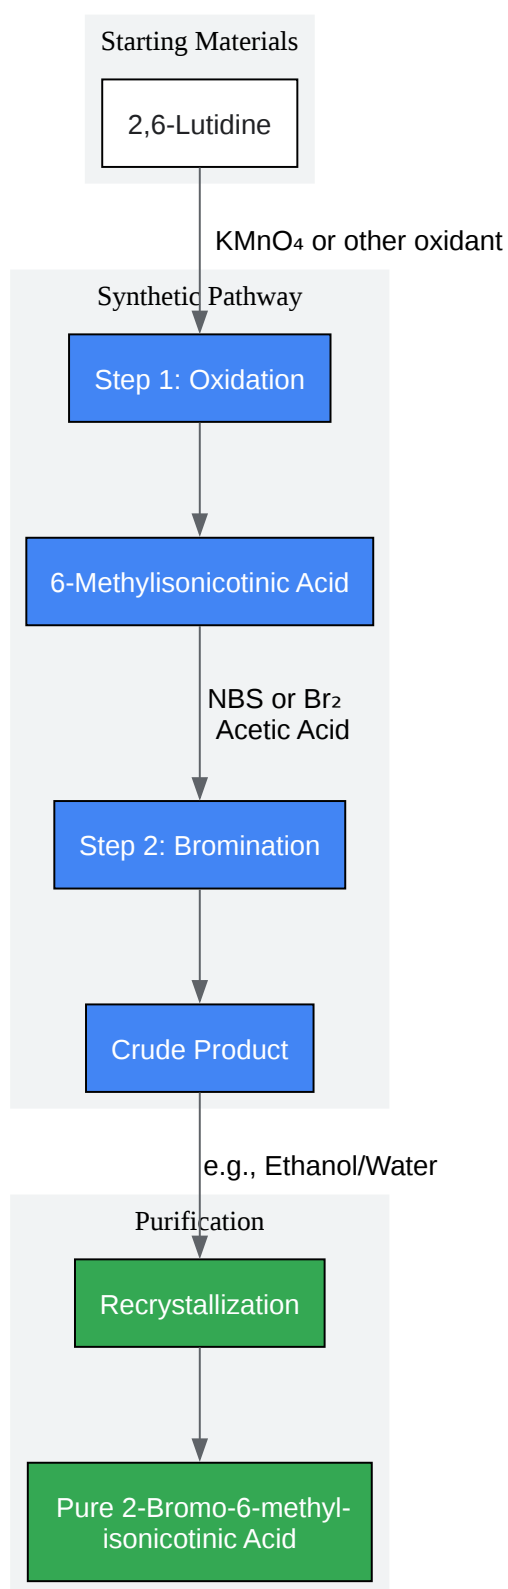 Starting Materials
2,6-Lutidine
KMnO₄ or other oxidant
Synthetic Pathway
Step 1: Oxidation
6-Methylisonicotinic Acid
NBS or Br₂
Acetic Acid
Step 2: Bromination
Crude Product
e.g., Ethanol/Water
Purification
Recrystallization
Pure 2-Bromo-6-methyl-
isonicotinic Acid